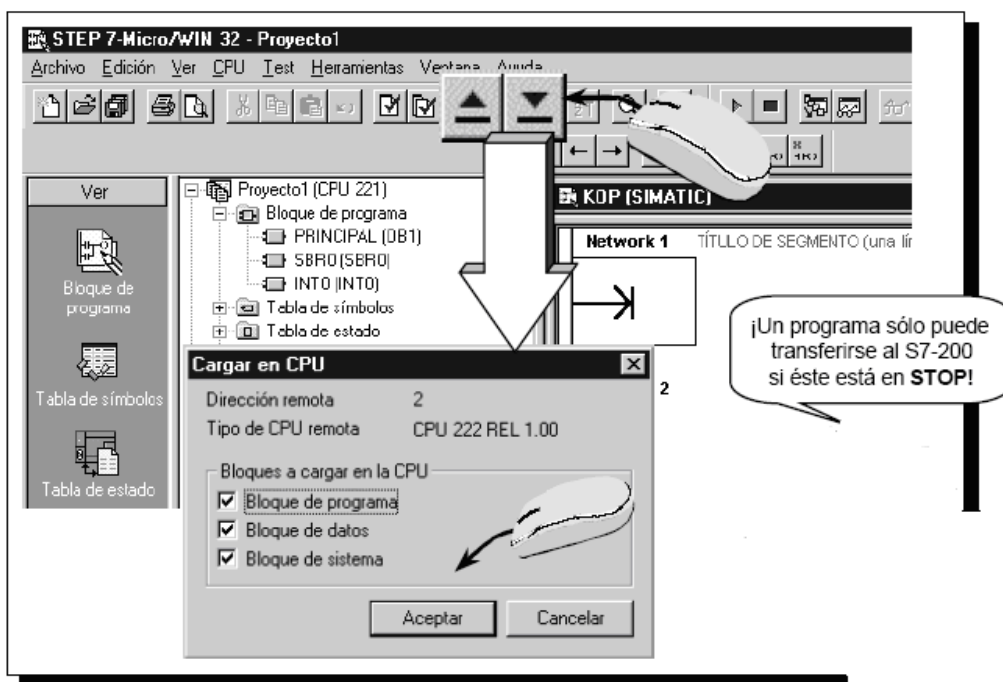 STEP 7-Micro/WIN 32 - Proyecto1
Archivo Edición Ver CPU Test Herramientas Ventana Ayuda
Ver
Bloque de programa
Tabla de símbolos
Tabla de estado
Proyecto1 (CPU 221)
Bloque de programa
PRINCIPAL (OB1)
SBR0 (SBR0)
INT0 (INT0)
Tabla de símbolos
Tabla de estado
KOP (SIMATIC)
Network 1 TÍTULO DE SEGMENTO (una lí
2
¡Un programa sólo puede
transferirse al S7-200
si éste está en STOP!
Cargar en CPU
Dirección remota 2
Tipo de CPU remota CPU 222 REL 1.00
Bloques a cargar en la CPU
Bloque de programa
Bloque de datos
Bloque de sistema
Aceptar Cancelar